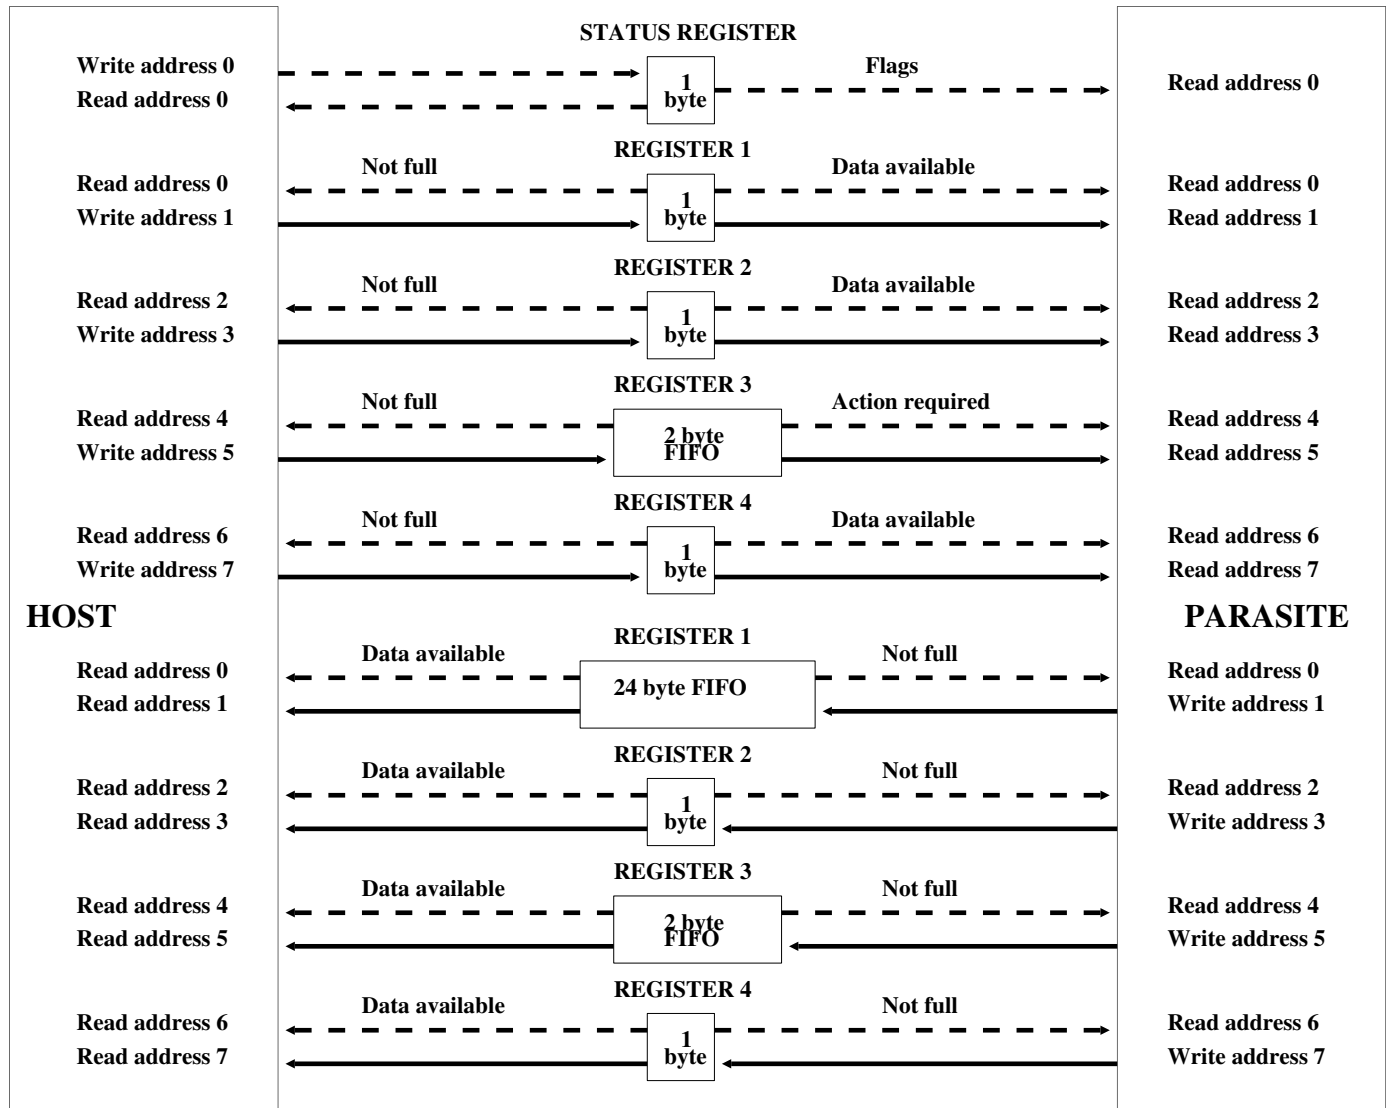 STATUS REGISTER
Write address 0
Flags
1
Read address 0
byte
Read address 0
REGISTER 1
Not full
Data available
Read address 0
Read address 0
1
Write address 1
byte
Read address 1
REGISTER 2
Not full
Data available
Read address 2
Read address 2
1
Write address 3
byte
Read address 3
REGISTER 3
Not full
Action required
Read address 4
Read address 4
2 byte
Write address 5
FIFO
Read address 5
REGISTER 4
Not full
Data available
Read address 6
Read address 6
1
Write address 7
byte
Read address 7
HOST
PARASITE
REGISTER 1
Data available
Not full
Read address 0
Read address 0
24 byte FIFO
Read address 1
Write address 1
REGISTER 2
Data available
Not full
Read address 2
Read address 2
1
Read address 3
byte
Write address 3
REGISTER 3
Data available
Not full
Read address 4
Read address 4
2 byte
Read address 5
FIFO
Write address 5
REGISTER 4
Data available
Not full
Read address 6
Read address 6
1
Read address 7
byte
Write address 7